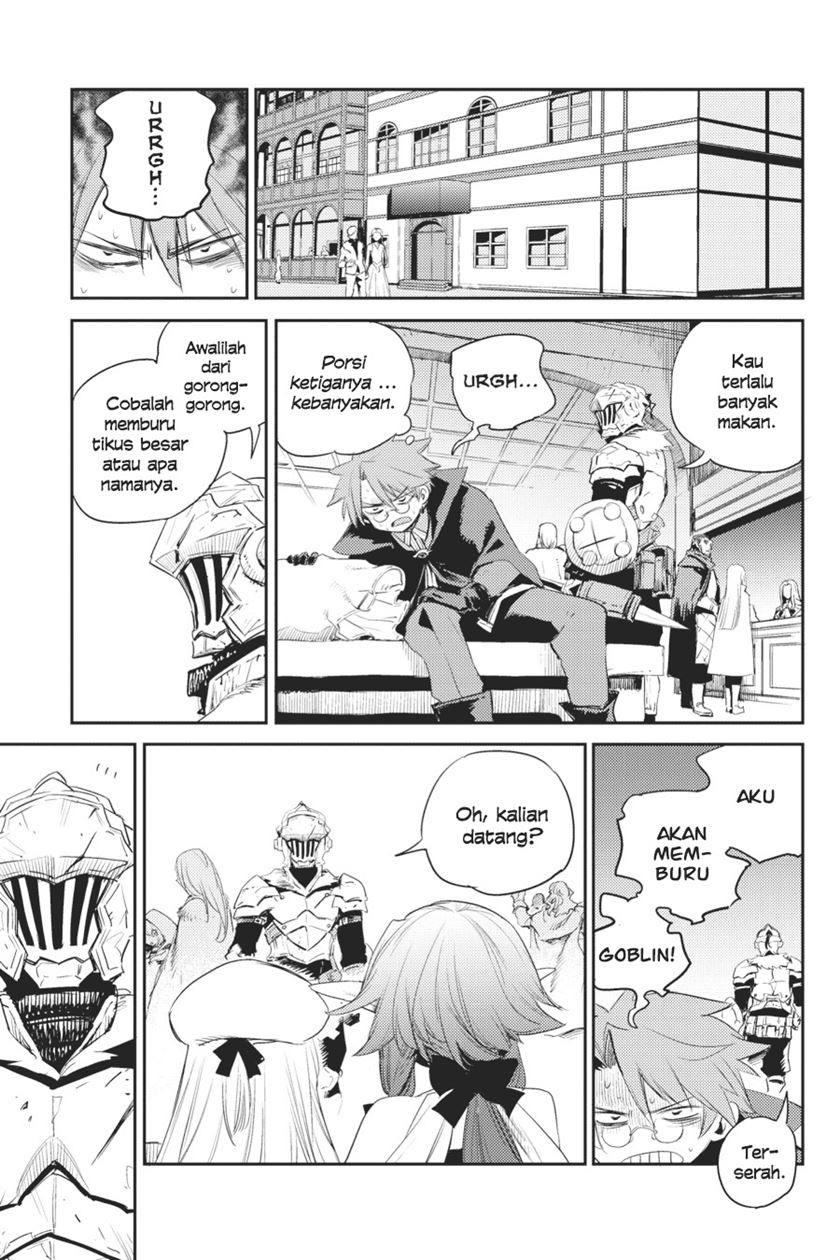 URRGH...
Kau
terlalu
banyak
makan.
URGH...
Porsi
ketiganya ...
kebanyakan.
Awalilah
dari
gorong-
gorong.
Cobalah
memburu
tikus besar
atau apa
namanya.
AKU
AKAN
MEM-
BURU
GOBLIN!
Ter-
serah.
Oh, kalian
datang?